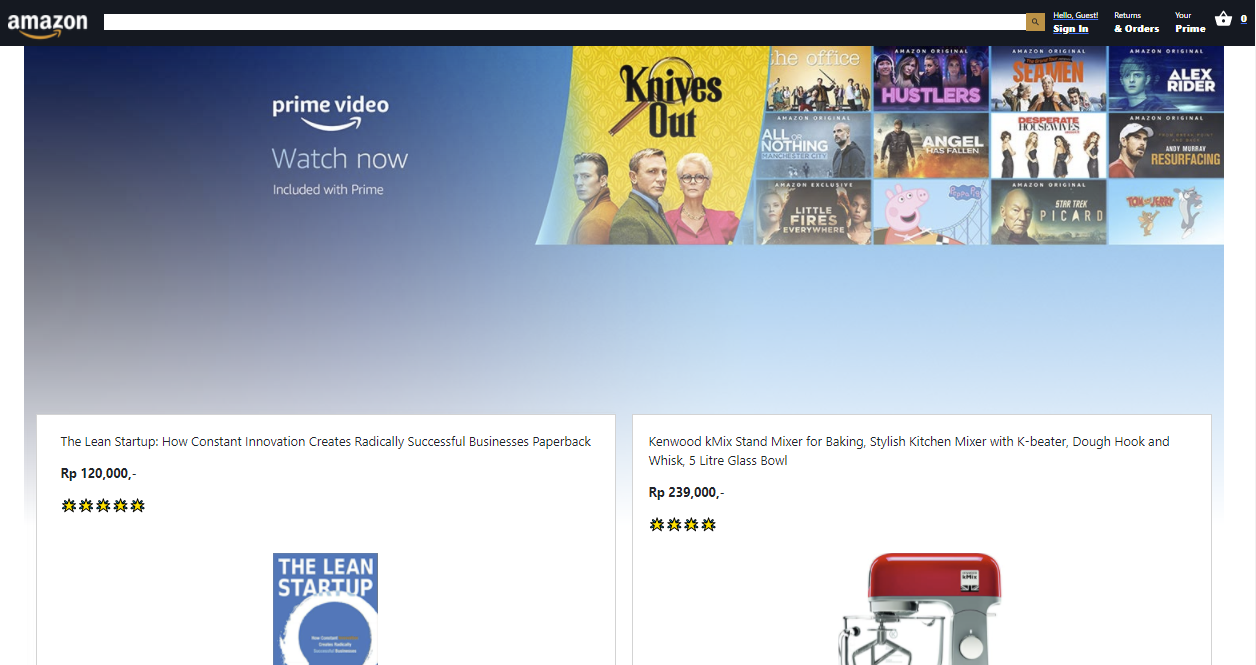 amazon
Hello, Guest!
Sign In
Returns
& Orders
Your
Prime
0
prime video
Watch now
Included with Prime
Knives
Out
the office
AMAZON ORIGINAL
HUSTLERS
AMAZON ORIGINAL
SEAMEN
AMAZON ORIGINAL
ALEX
RIDER
AMAZON ORIGINAL
ALL OR
NOTHING
MANCHESTER CITY
ANGEL
HAS FALLEN
DESPERATE
HOUSEWIVES
AMAZON ORIGINAL
ANDY MURRAY
RESURFACING
AMAZON EXCLUSIVE
LITTLE
FIRES
EVERYWHERE
Peppa Pig
AMAZON ORIGINAL
STAR TREK
PICARD
TOM and JERRY
The Lean Startup: How Constant Innovation Creates Radically Successful Businesses Paperback
Rp 120,000,-
Kenwood kMix Stand Mixer for Baking, Stylish Kitchen Mixer with K-beater, Dough Hook and
Whisk, 5 Litre Glass Bowl
Rp 239,000,-
THE LEAN
STARTUP
How Constant Innovation
Creates Radically
Successful Businesses
kMix